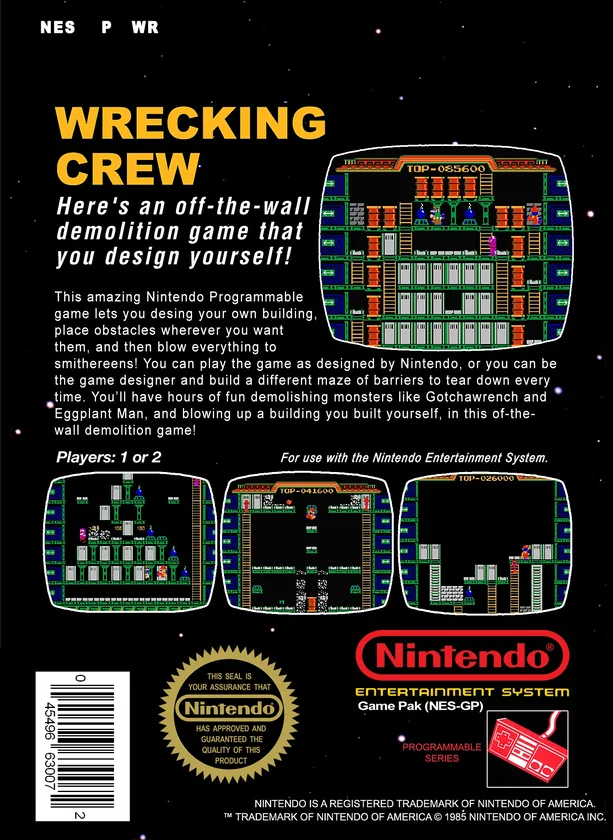 NES P WR
WRECKING
CREW
Here's an off-the-wall
demolition game that
you design yourself!
TOP-085600
This amazing Nintendo Programmable
game lets you desing your own building,
place obstacles wherever you want
them, and then blow everything to
smithereens! You can play the game as designed by Nintendo, or you can be
the game designer and build a different maze of barriers to tear down every
time. You'll have hours of fun demolishing monsters like Gotchawrench and
Eggplant Man, and blowing up a building you built yourself, in this of-the-
wall demolition game!
Players: 1 or 2
For use with the Nintendo Entertainment System.
TOP-041600
TOP-026000
Nintendo®
ENTERTAINMENT SYSTEM
Game Pak (NES-GP)
PROGRAMMABLE
SERIES
THIS SEAL IS
YOUR ASSURANCE THAT
Nintendo
HAS APPROVED AND
GUARANTEED THE
QUALITY OF THIS
PRODUCT
0 45496 63007 2
NINTENDO IS A REGISTERED TRADEMARK OF NINTENDO OF AMERICA.
™ TRADEMARK OF NINTENDO OF AMERICA © 1985 NINTENDO OF AMERICA INC.